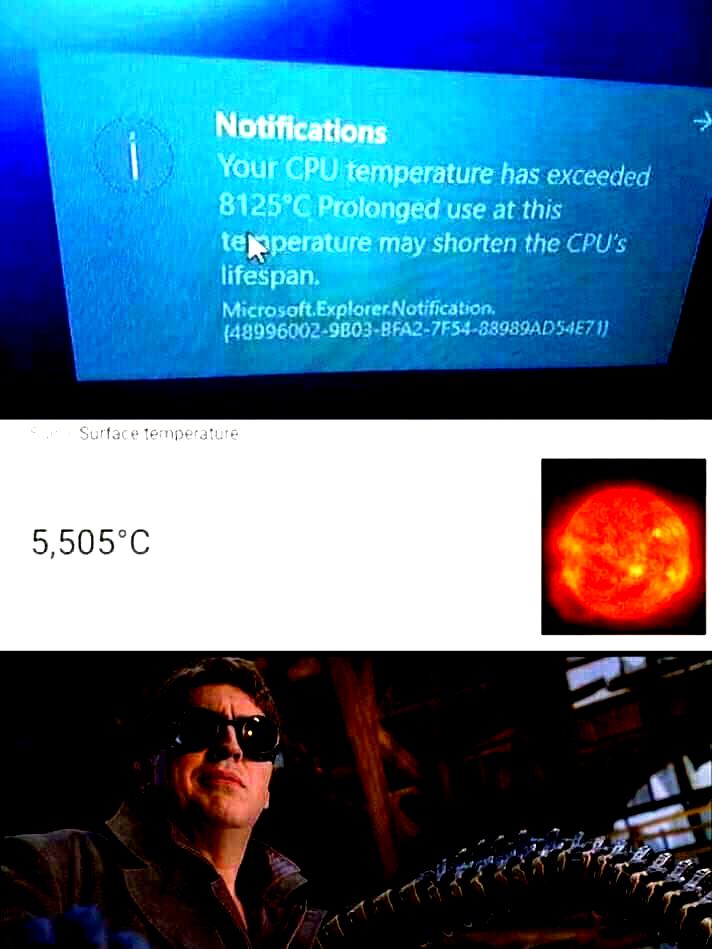 Notifications
Your CPU temperature has exceeded
8125°C Prolonged use at this
temperature may shorten the CPU's
lifespan.
Microsoft.Explorer.Notification.
{48996002-9B03-BFA2-7F54-88989AD54E71}
Surface temperature
5,505°C